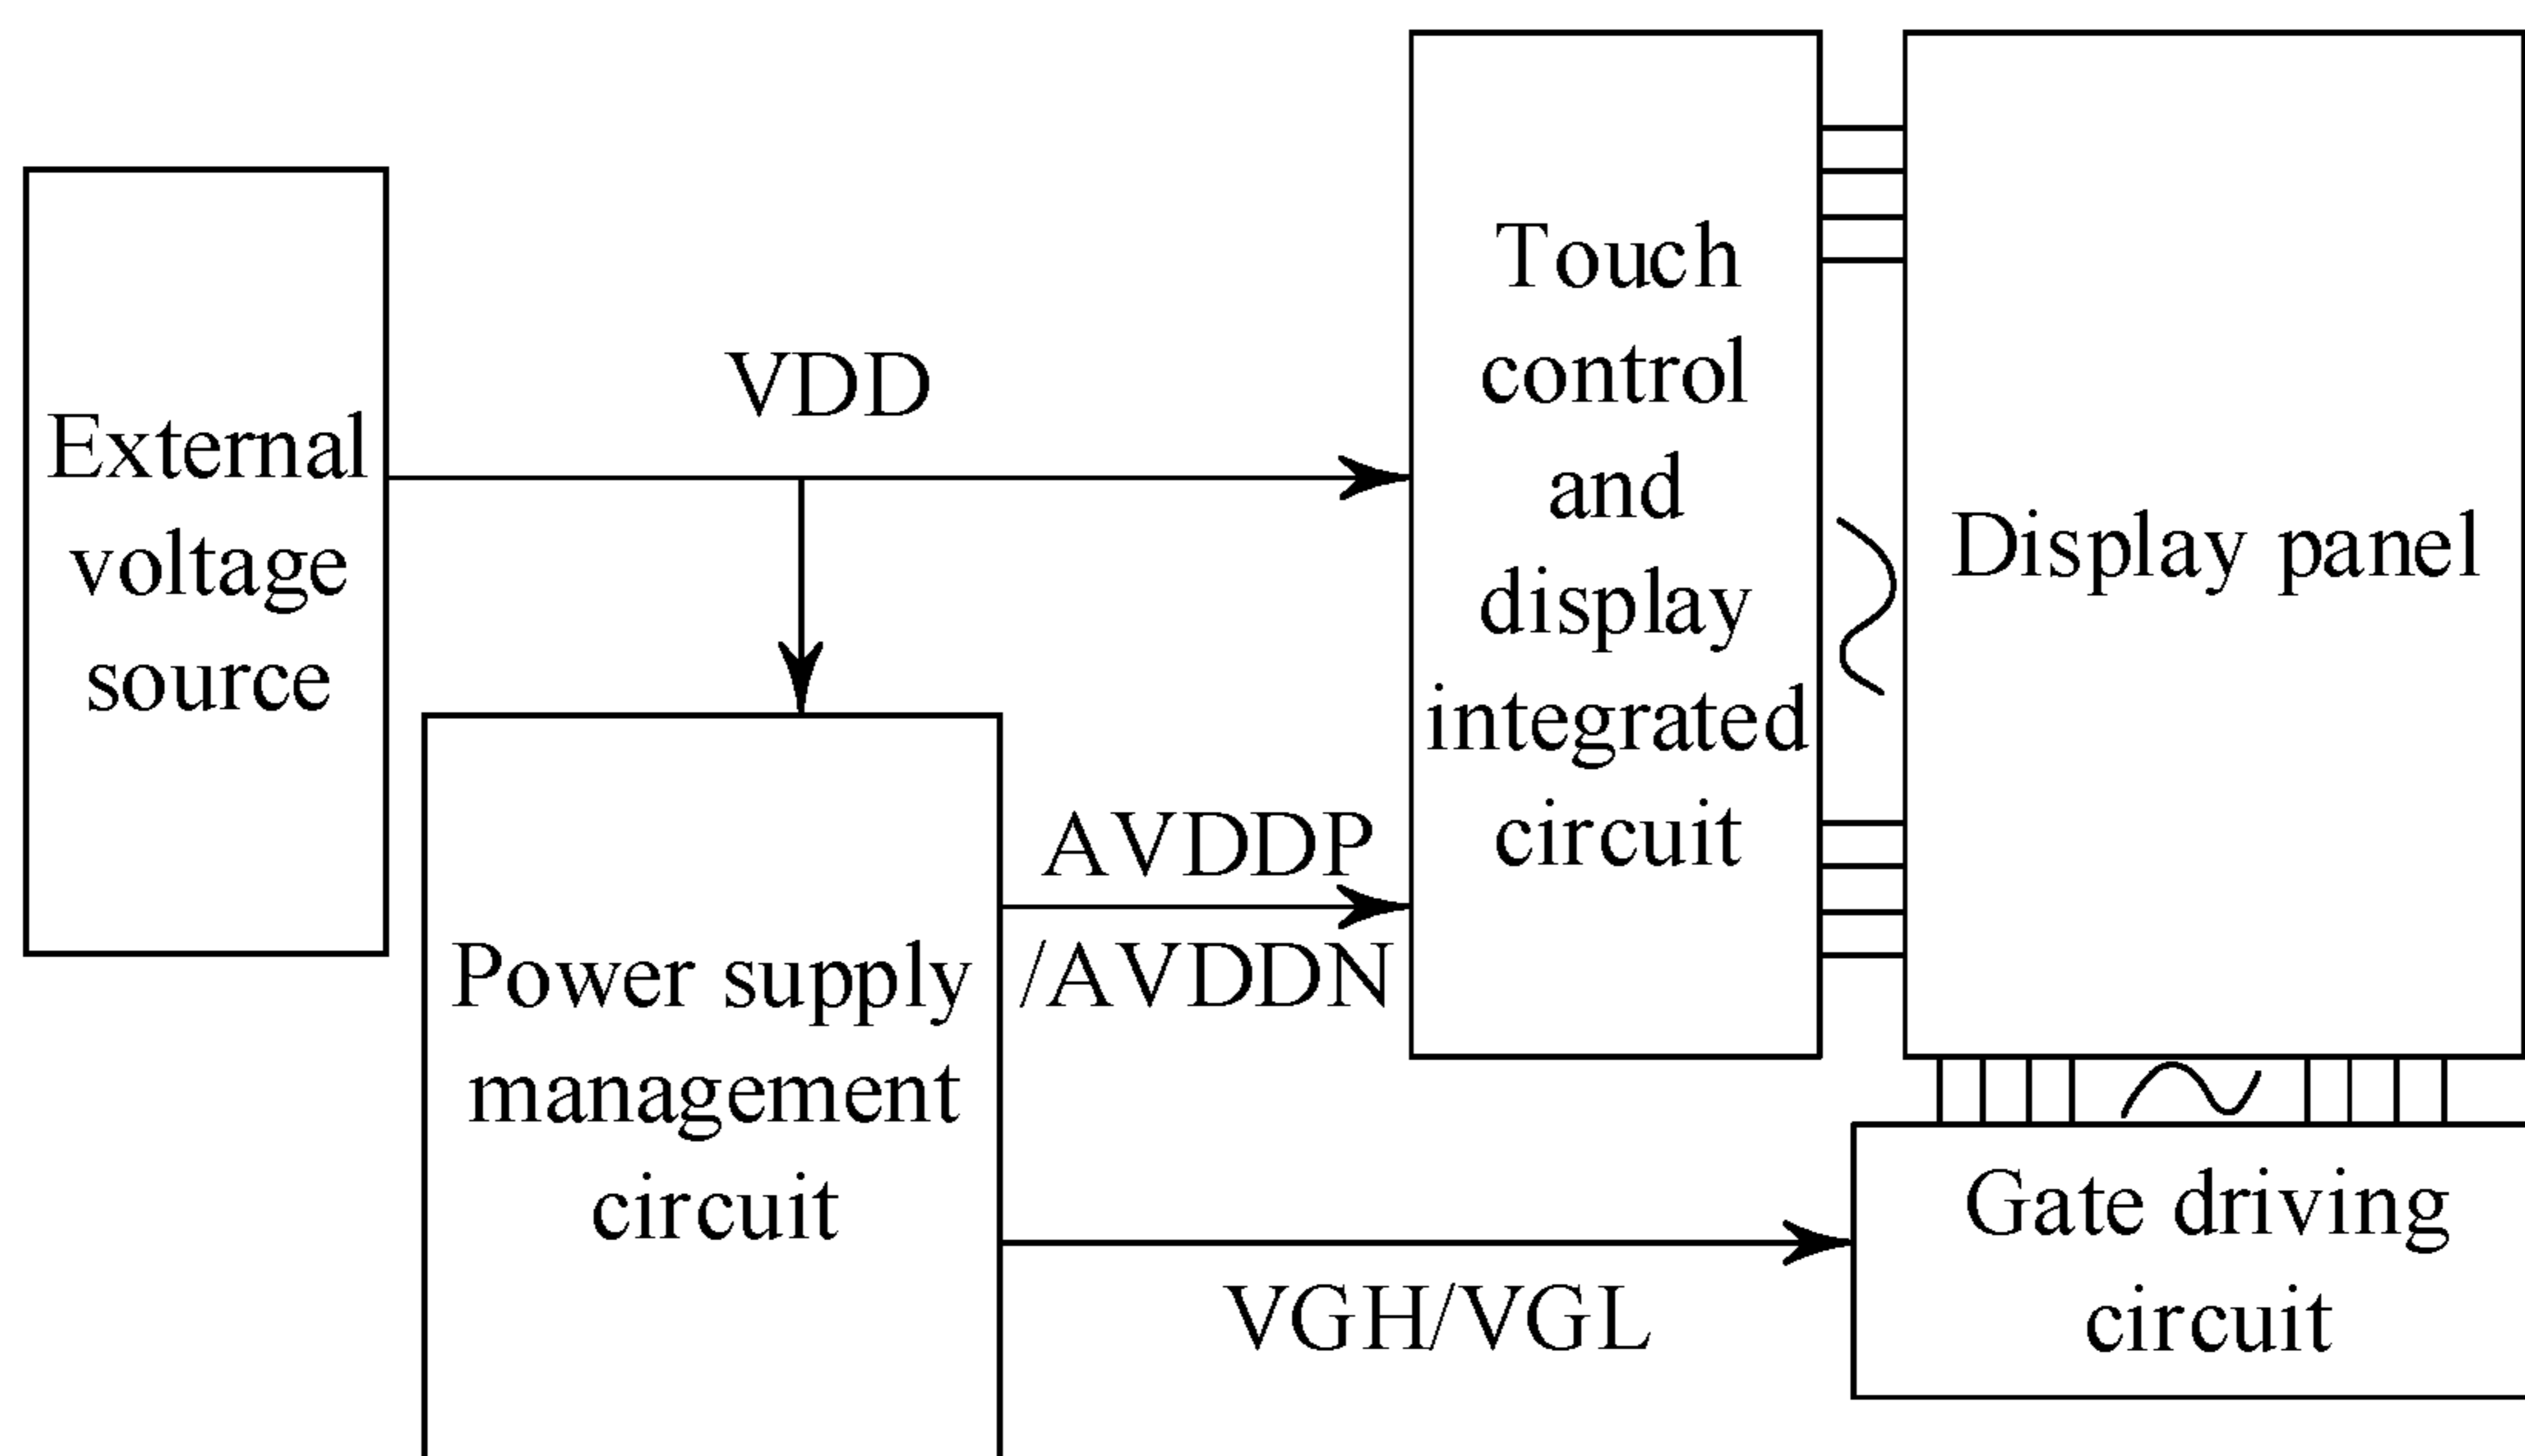 External
voltage
source
VDD
Touch
control
and
display
integrated
circuit
Display panel
Power supply
management
circuit
AVDDP
/AVDDN
VGH/VGL
Gate driving
circuit